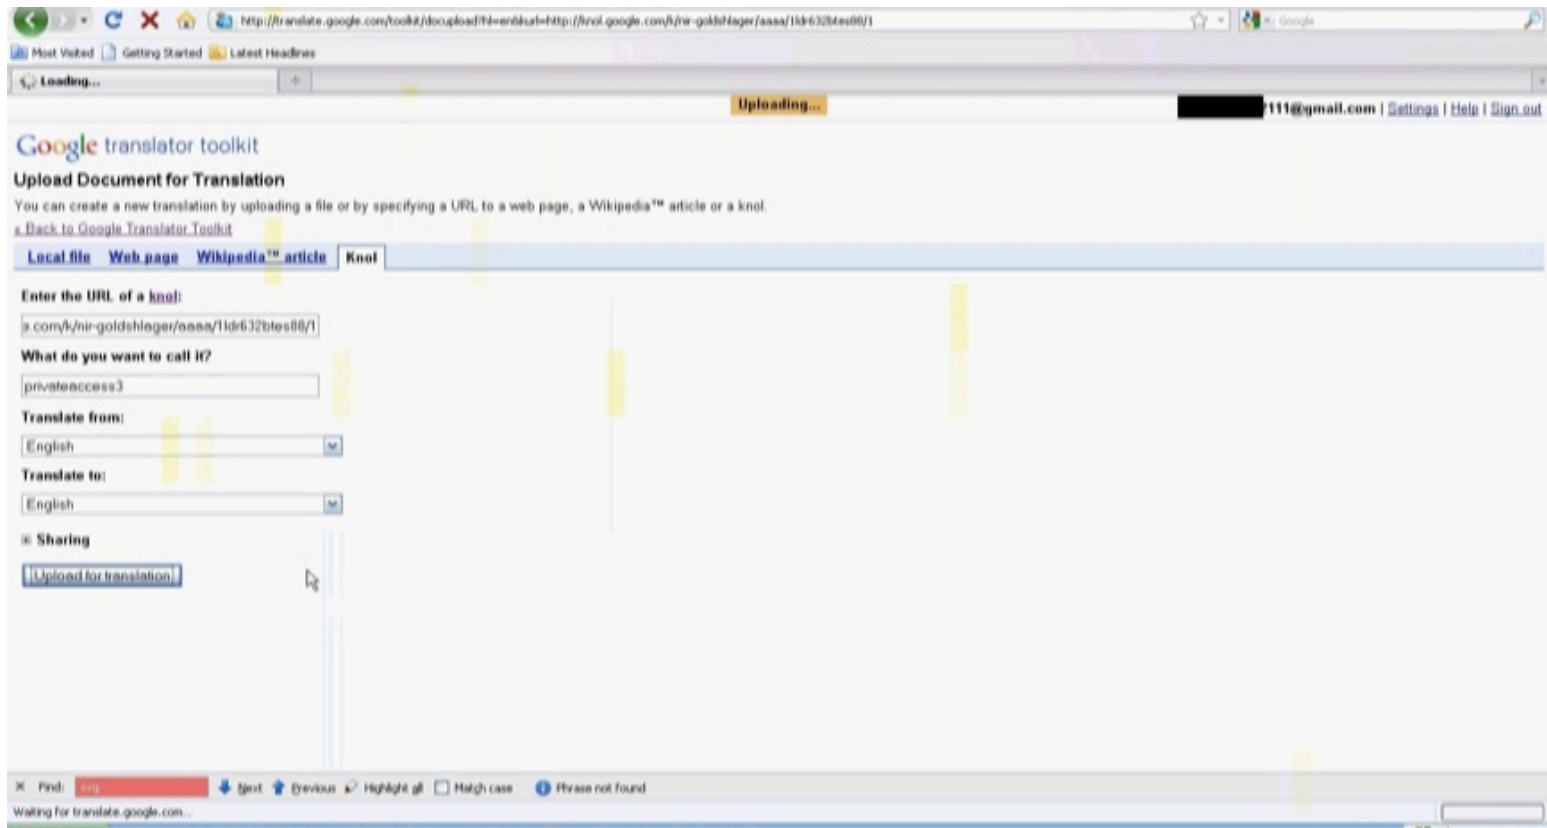 http://translate.google.com/toolkit/docupload?hl=en&hurl=http://knol.google.com/k/nir-goldshlager/aaaa/1ldr632btes88/1
Google
Most Visited Getting Started Latest Headlines
Loading...
Uploading...
111@gmail.com | Settings | Help | Sign out
Google translator toolkit
Upload Document for Translation
You can create a new translation by uploading a file or by specifying a URL to a web page, a Wikipedia™ article or a knol.
« Back to Google Translator Toolkit
Local file Web page Wikipedia™ article Knol
Enter the URL of a knol:
.com/k/nir-goldshlager/aaaa/1ldr632btes88/1
What do you want to call it?
privateaccess3
Translate from:
English
Translate to:
English
Sharing
Upload for translation
Find: Next Previous Highlight all Match case Phrase not found
Waiting for translate.google.com...